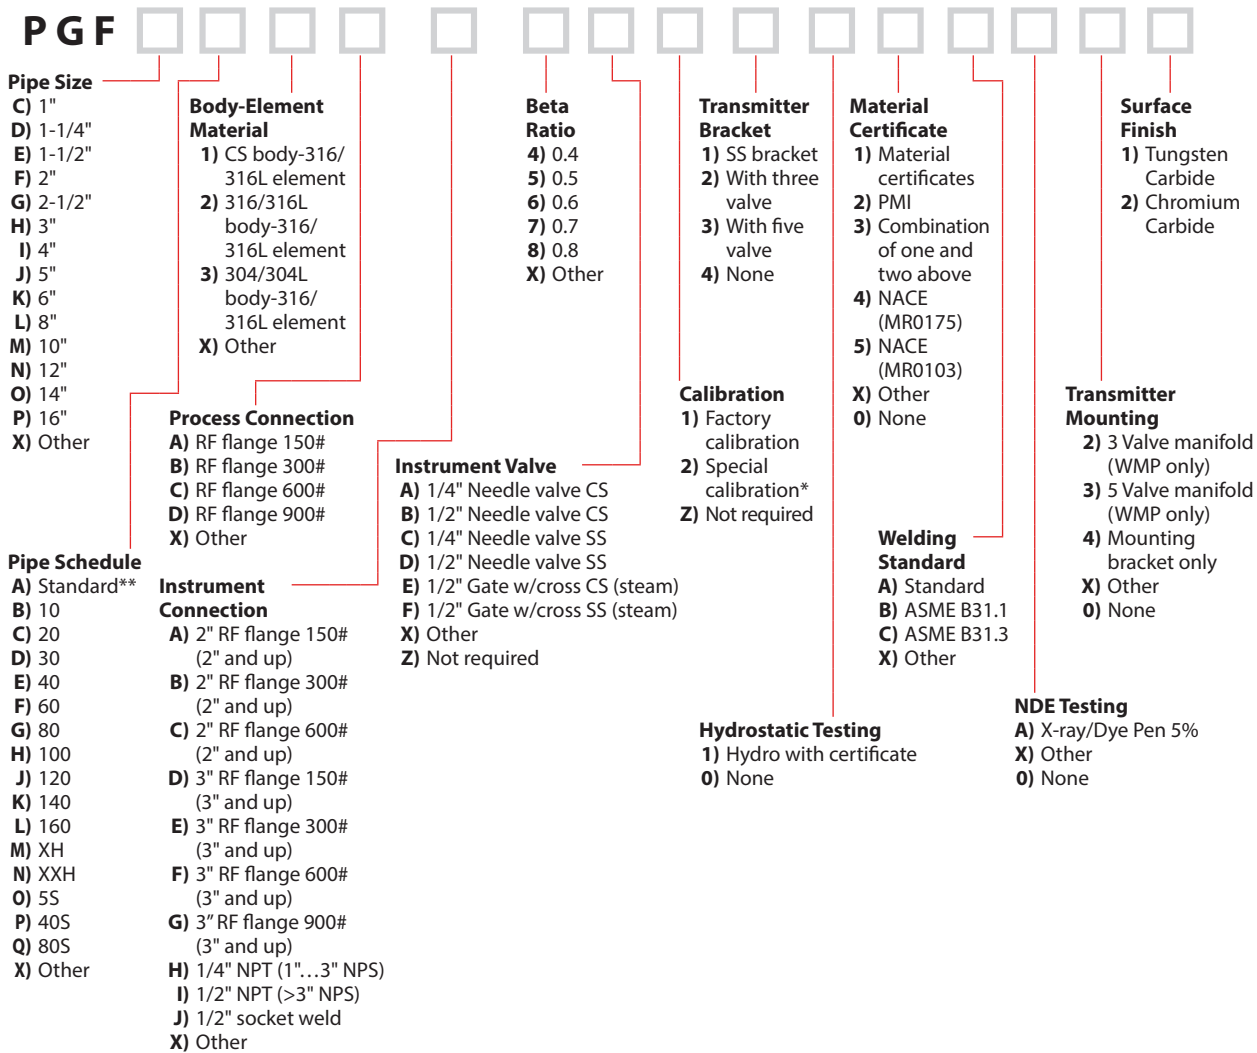 PGF
Pipe Size
C) 1"
D) 1-1/4"
E) 1-1/2"
F) 2"
G) 2-1/2"
H) 3"
I) 4"
J) 5"
K) 6"
L) 8"
M) 10"
N) 12"
O) 14"
P) 16"
X) Other
Pipe Schedule
A) Standard**
B) 10
C) 20
D) 30
E) 40
F) 60
G) 80
H) 100
J) 120
K) 140
L) 160
M) XH
N) XXH
O) 5S
P) 40S
Q) 80S
X) Other
Body-Element
Material
1) CS body-316/
316L element
2) 316/316L
body-316/
316L element
3) 304/304L
body-316/
316L element
X) Other
Process Connection
A) RF flange 150#
B) RF flange 300#
C) RF flange 600#
D) RF flange 900#
X) Other
Instrument
Connection
A) 2" RF flange 150#
(2" and up)
B) 2" RF flange 300#
(2" and up)
C) 2" RF flange 600#
(2" and up)
D) 3" RF flange 150#
(3" and up)
E) 3" RF flange 300#
(3" and up)
F) 3" RF flange 600#
(3" and up)
G) 3” RF flange 900#
(3" and up)
H) 1/4" NPT (1"…3" NPS)
I) 1/2" NPT (>3" NPS)
J) 1/2" socket weld
X) Other
Beta
Ratio
4) 0.4
5) 0.5
6) 0.6
7) 0.7
8) 0.8
X) Other
Instrument Valve
A) 1/4" Needle valve CS
B) 1/2" Needle valve CS
C) 1/4" Needle valve SS
D) 1/2" Needle valve SS
E) 1/2" Gate w/cross CS (steam)
F) 1/2" Gate w/cross SS (steam)
X) Other
Z) Not required
Calibration
1) Factory
calibration
2) Special
calibration*
Z) Not required
Transmitter
Bracket
1) SS bracket
2) With three
valve
3) With five
valve
4) None
Hydrostatic Testing
1) Hydro with certificate
0) None
Material
Certificate
1) Material
certificates
2) PMI
3) Combination
of one and
two above
4) NACE
(MR0175)
5) NACE
(MR0103)
X) Other
0) None
Welding
Standard
A) Standard
B) ASME B31.1
C) ASME B31.3
X) Other
NDE Testing
A) X-ray/Dye Pen 5%
X) Other
0) None
Transmitter
Mounting
2) 3 Valve manifold
(WMP only)
3) 5 Valve manifold
(WMP only)
4) Mounting
bracket only
X) Other
0) None
Surface
Finish
1) Tungsten
Carbide
2) Chromium
Carbide